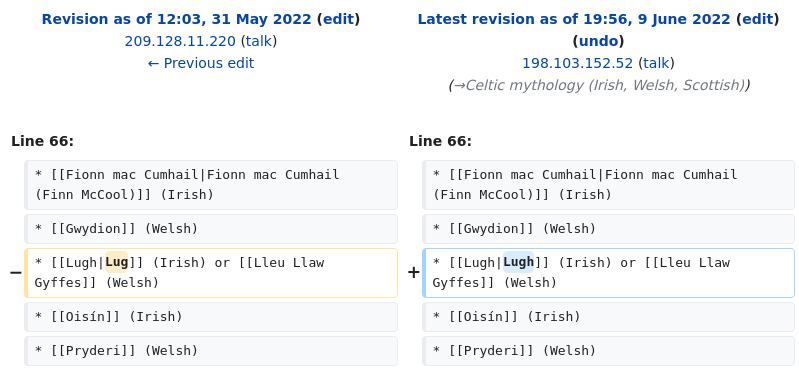 Revision as of 12:03, 31 May 2022 (edit)
209.128.11.220 (talk)
← Previous edit
Latest revision as of 19:56, 9 June 2022 (edit)
(undo)
198.103.152.52 (talk)
(→Celtic mythology (Irish, Welsh, Scottish))
Line 66:
* [[Fionn mac Cumhail|Fionn mac Cumhail
(Finn McCool)]] (Irish)
* [[Gwydion]] (Welsh)
− * [[Lugh|Lug]] (Irish) or [[Lleu Llaw
Gyffes]] (Welsh)
* [[Oisín]] (Irish)
* [[Pryderi]] (Welsh)
Line 66:
* [[Fionn mac Cumhail|Fionn mac Cumhail
(Finn McCool)]] (Irish)
* [[Gwydion]] (Welsh)
+ * [[Lugh|Lugh]] (Irish) or [[Lleu Llaw
Gyffes]] (Welsh)
* [[Oisín]] (Irish)
* [[Pryderi]] (Welsh)